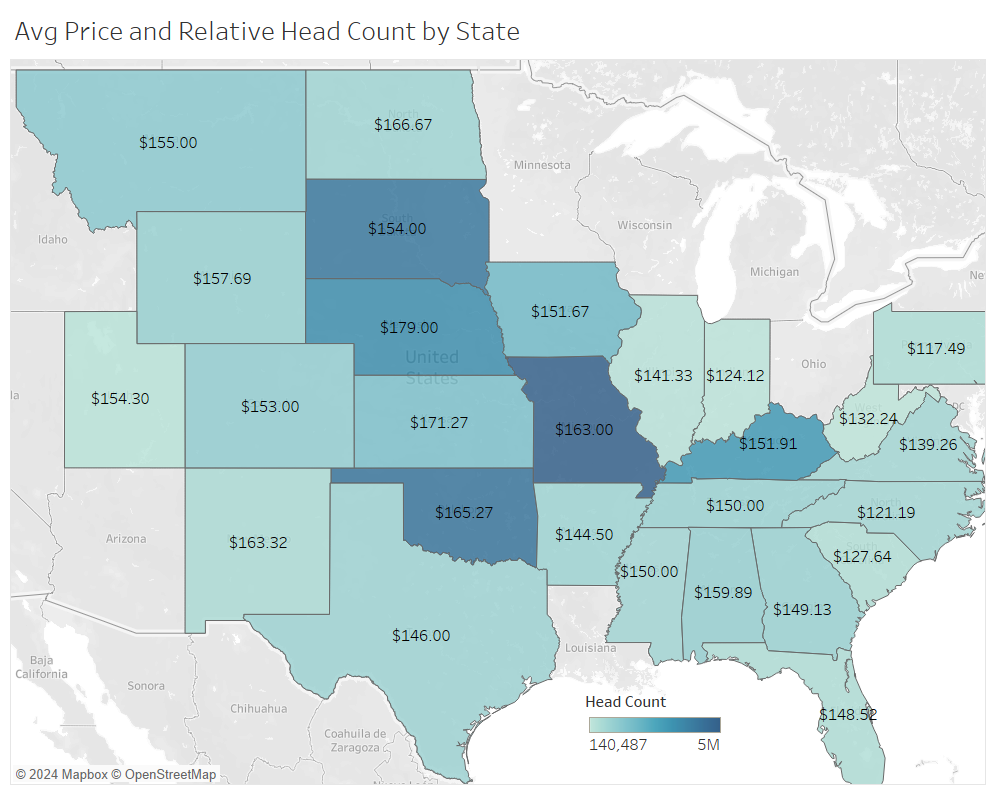 Avg Price and Relative Head Count by State
$155.00
$166.67
Minnesota
$154.00
Wisconsin
Idaho
Michigan
$157.69
$151.67
$179.00
United
States
$117.49
Ohio
$154.30
$153.00
$171.27
$141.33
$124.12
$132.24
$163.00
$151.91
$139.26
$165.27
$150.00
$121.19
Arizona
$163.32
$144.50
$127.64
$150.00
$159.89
$149.13
$146.00
Louisiana
Baja
California
Sonora
Chihuahua
Head Count
$148.52
140,487
5M
Coahuila de
Zaragoza
© 2024 Mapbox © OpenStreetMap